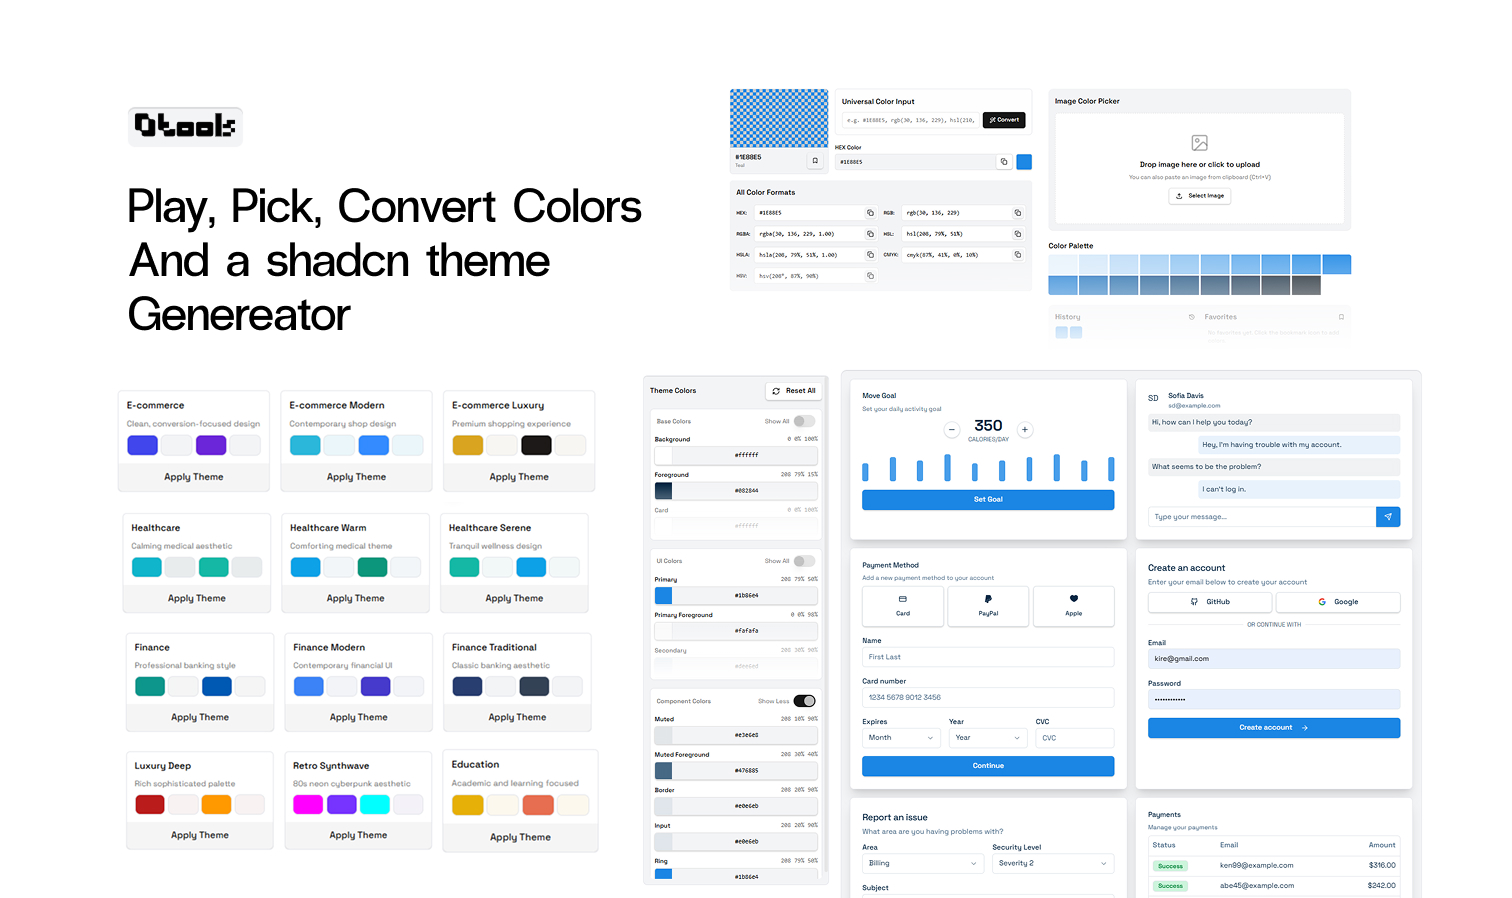 Qtools
Play, Pick, Convert Colors
And a shadcn theme
Genereator
#1E88E5
Teal
Universal Color Input
e.g. #1E88E5, rgb(30, 136, 229), hsl(210,
Convert
HEX Color
#1E88E5
All Color Formats
HEX: #1E88E5
RGB: rgb(30, 136, 229)
RGBA: rgba(30, 136, 229, 1.00)
HSL: hsl(208, 79%, 51%)
HSLA: hsla(208, 79%, 51%, 1.00)
CMYK: cmyk(87%, 41%, 0%, 10%)
HSV: hsv(208°, 87%, 90%)
Image Color Picker
Drop image here or click to upload
You can also paste an image from clipboard (Ctrl+V)
Select Image
Color Palette
History
Favorites
E-commerce
Clean, conversion-focused design
Apply Theme
E-commerce Modern
Contemporary shop design
Apply Theme
E-commerce Luxury
Premium shopping experience
Apply Theme
Healthcare
Calming medical aesthetic
Apply Theme
Healthcare Warm
Comforting medical theme
Apply Theme
Healthcare Serene
Tranquil wellness design
Apply Theme
Finance
Professional banking style
Apply Theme
Finance Modern
Contemporary financial UI
Apply Theme
Finance Traditional
Classic banking aesthetic
Apply Theme
Luxury Deep
Rich sophisticated palette
Apply Theme
Retro Synthwave
80s neon cyberpunk aesthetic
Apply Theme
Education
Academic and learning focused
Apply Theme
Theme Colors
Reset All
Base Colors
Show All
Background 0 0% 100%
#ffffff
Foreground 208 79% 15%
#082844
Card 0 0% 100%
#ffffff
UI Colors
Show All
Primary 208 79% 50%
#1b86e4
Primary Foreground 0 0% 98%
#fafafa
Secondary 208 30% 90%
Component Colors
Show Less
Muted 208 10% 90%
#e3e6e8
Muted Foreground 208 30% 40%
#476885
Border 208 20% 90%
#e0e6eb
Input 208 20% 90%
#e0e6eb
Ring 208 79% 50%
#1b86e4
Move Goal
Set your daily activity goal
350
CALORIES/DAY
Set Goal
SD
Sofia Davis
sd@example.com
Hi, how can I help you today?
Hey, I'm having trouble with my account.
What seems to be the problem?
I can't log in.
Type your message...
Payment Method
Add a new payment method to your account
Card
PayPal
Apple
Name
First Last
Card number
1234 5678 9012 3456
Expires
Year
CVC
Month
Year
CVC
Continue
Create an account
Enter your email below to create your account
GitHub
Google
OR CONTINUE WITH
Email
kire@gmail.com
Password
Create account
Report an issue
What area are you having problems with?
Area
Security Level
Billing
Severity 2
Subject
Payments
Manage your payments
Status Email Amount
Success ken99@example.com $316.00
Success abe45@example.com $242.00